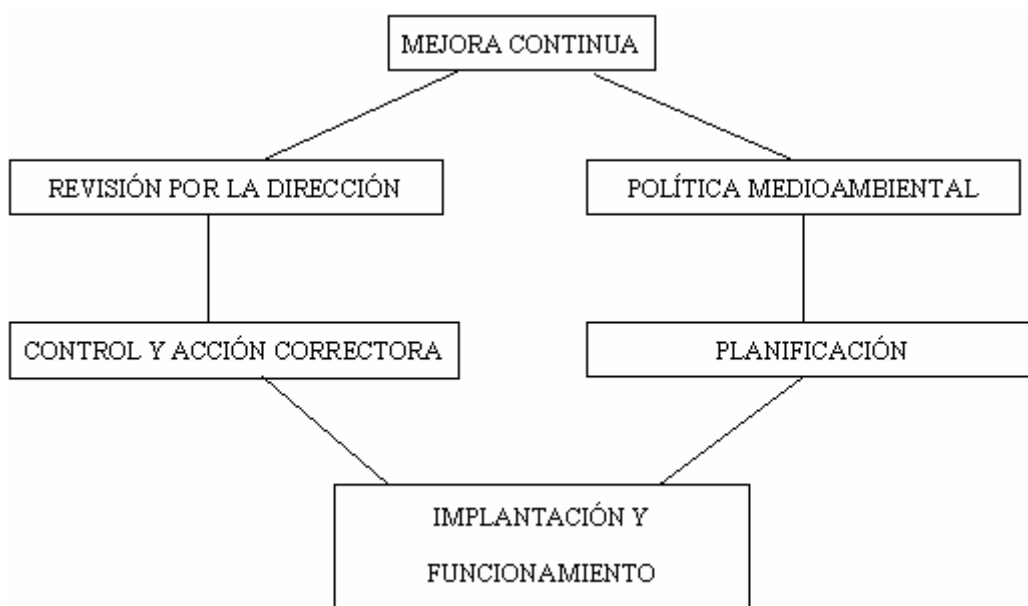 MEJORA CONTINUA
REVISIÓN POR LA DIRECCIÓN
POLÍTICA MEDIOAMBIENTAL
CONTROL Y ACCIÓN CORRECTORA
PLANIFICACIÓN
IMPLANTACIÓN Y
FUNCIONAMIENTO